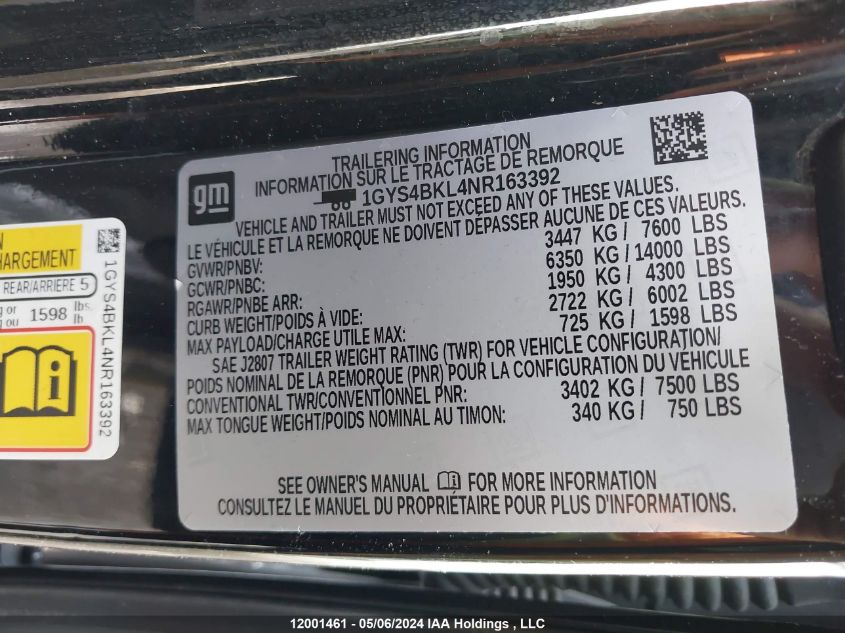 TRAILERING INFORMATION
INFORMATION SUR LE TRACTAGE DE REMORQUE
gm
1GYS4BKL4NR163392
VEHICLE AND TRAILER MUST NOT EXCEED ANY OF THESE VALUES.
LE VÉHICULE ET LA REMORQUE NE DOIVENT DÉPASSER AUCUNE DE CES VALEURS.
GVWR/PNBV: 3447 KG / 7600 LBS
GCWR/PNBC: 6350 KG / 14000 LBS
RGAWR/PNBE ARR: 1950 KG / 4300 LBS
CURB WEIGHT/POIDS À VIDE: 2722 KG / 6002 LBS
MAX PAYLOAD/CHARGE UTILE MAX: 725 KG / 1598 LBS
SAE J2807 TRAILER WEIGHT RATING (TWR) FOR VEHICLE CONFIGURATION/
POIDS NOMINAL DE LA REMORQUE (PNR) POUR LA CONFIGURATION DU VÉHICULE
CONVENTIONAL TWR/CONVENTIONNEL PNR: 3402 KG / 7500 LBS
MAX TONGUE WEIGHT/POIDS NOMINAL AU TIMON: 340 KG / 750 LBS
SEE OWNER'S MANUAL FOR MORE INFORMATION
CONSULTEZ LE MANUEL DU PROPRIÉTAIRE POUR PLUS D'INFORMATIONS.
N
HARGEMENT
REAR/ARRIERE 5
g or
g ou 1598 lbs.
lb
1GYS4BKL4NR163392
12001461 - 05/06/2024 IAA Holdings, LLC